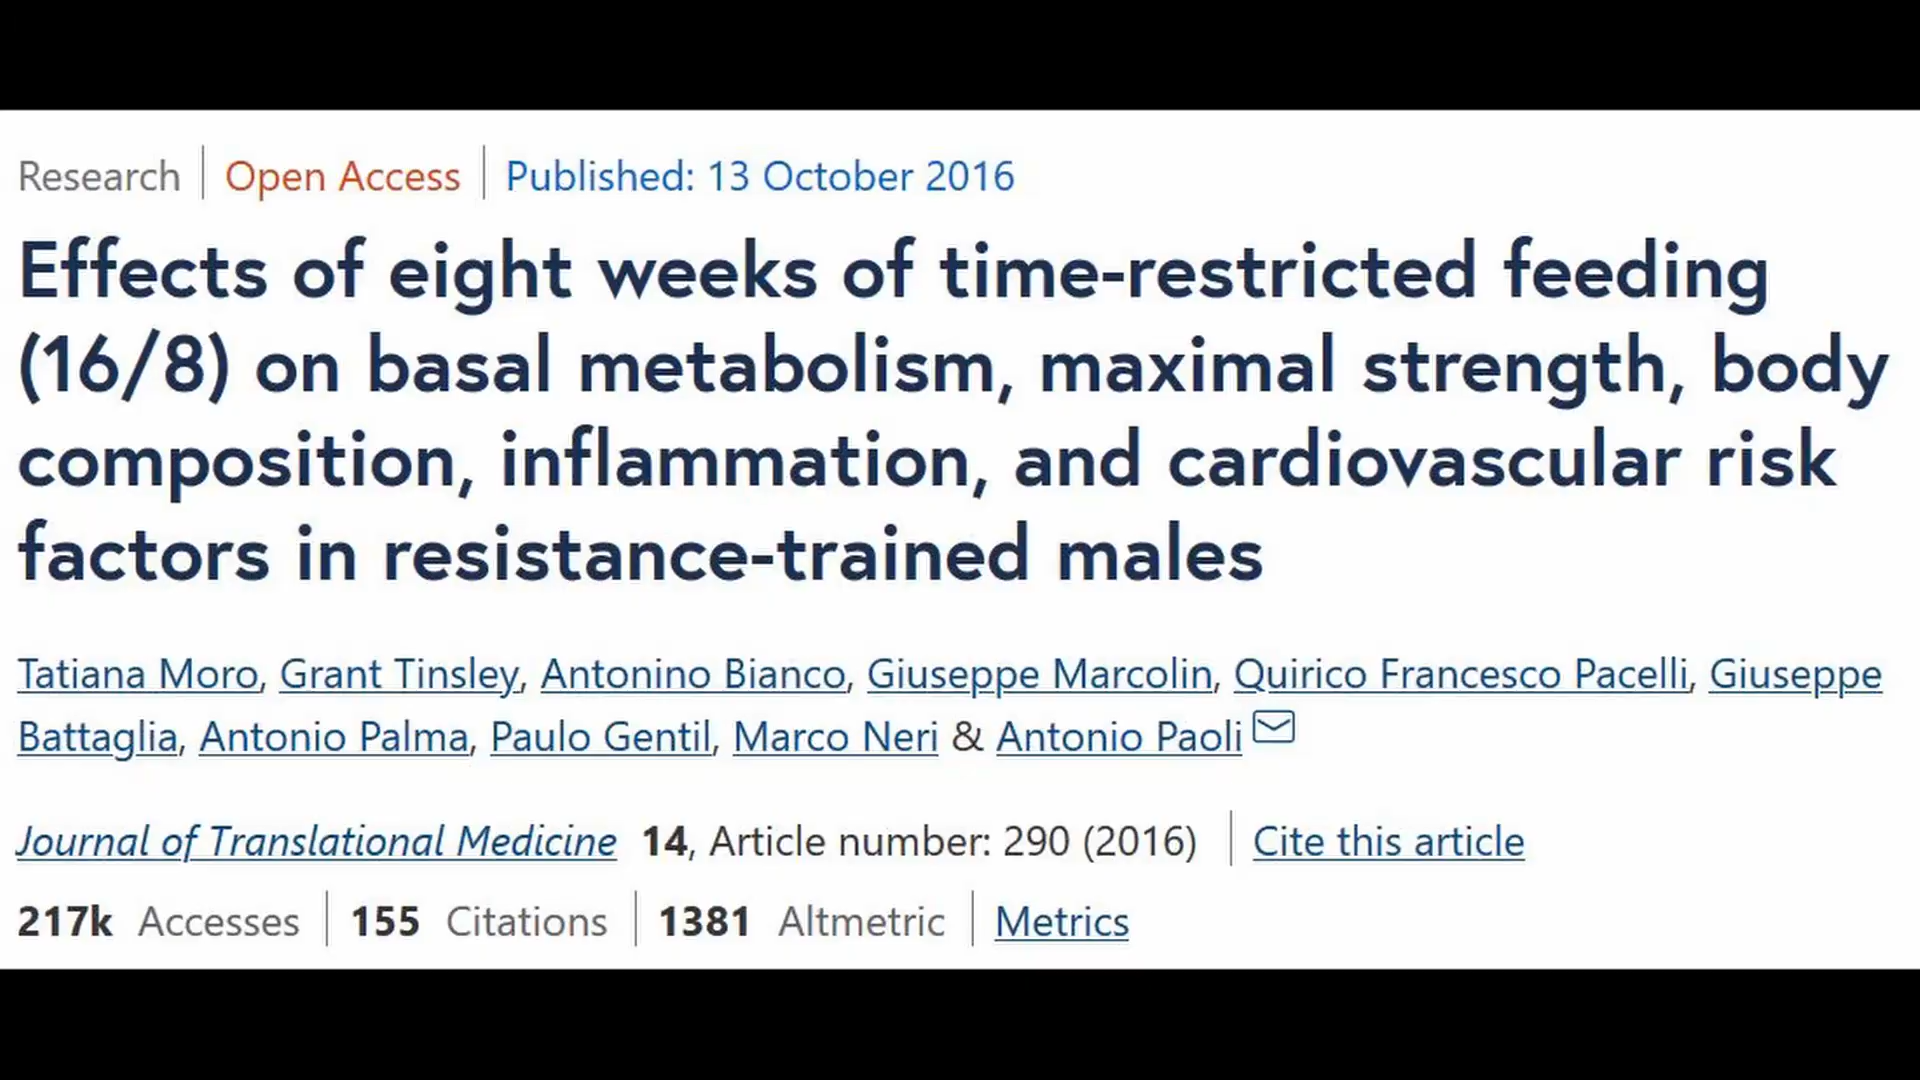 Research | Open Access | Published: 13 October 2016
Effects of eight weeks of time-restricted feeding
(16/8) on basal metabolism, maximal strength, body
composition, inflammation, and cardiovascular risk
factors in resistance-trained males
Tatiana Moro, Grant Tinsley, Antonino Bianco, Giuseppe Marcolin, Quirico Francesco Pacelli, Giuseppe
Battaglia, Antonio Palma, Paulo Gentil, Marco Neri & Antonio Paoli
Journal of Translational Medicine 14, Article number: 290 (2016) | Cite this article
217k Accesses | 155 Citations | 1381 Altmetric | Metrics